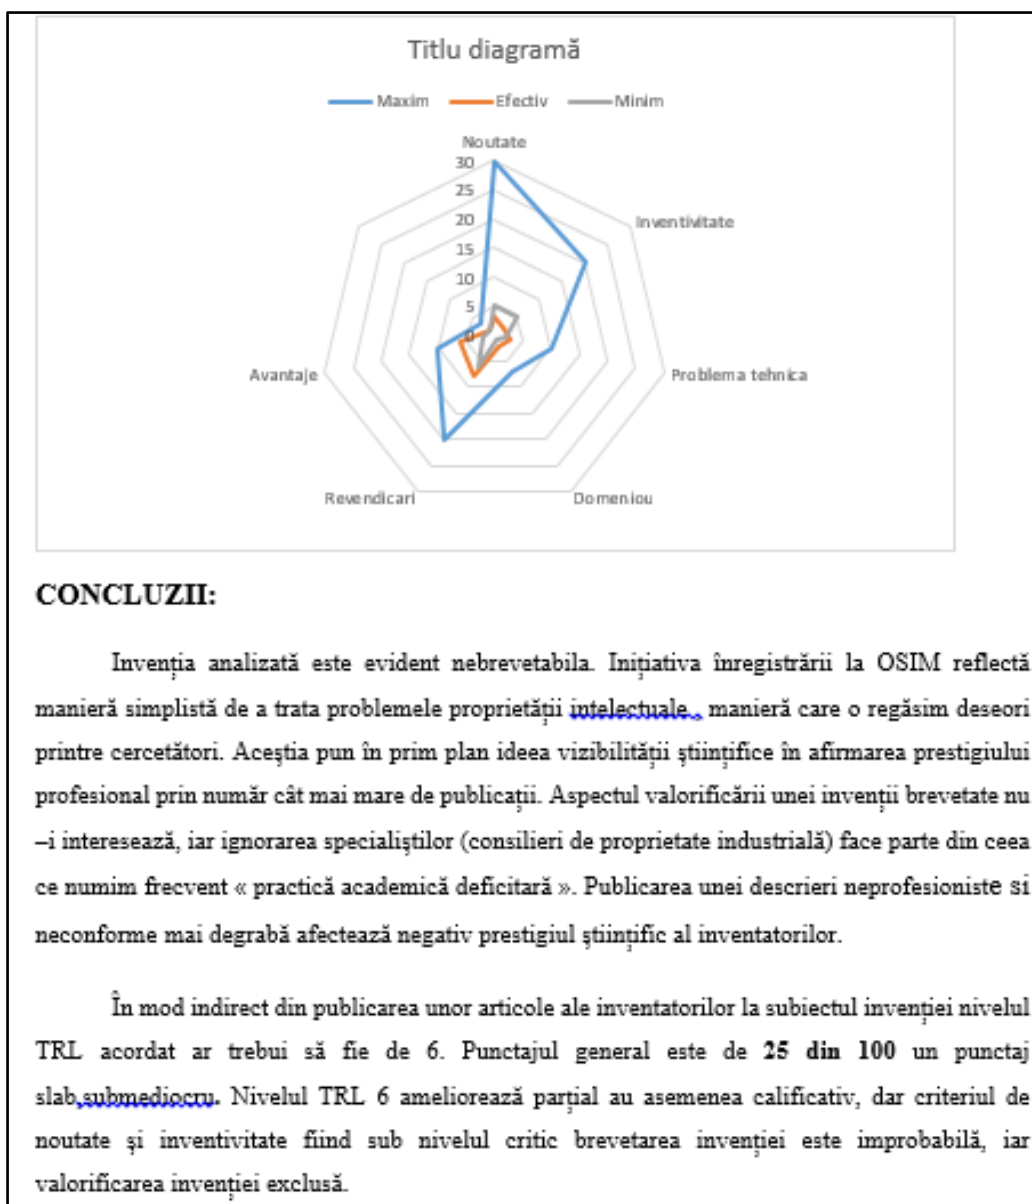 Titlu diagramă
Maxim Efectiv Minim
Noutate
30
25
20
15
10
5
0
Inventivitate
Problema tehnica
Domeniou
Revendicari
Avantaje
CONCLUZII:
Invenția analizată este evident nebrevetabila. Inițiativa înregistrării la OSIM reflectă
manieră simplistă de a trata problemele proprietății intelectuale , manieră care o regăsim deseori
printre cercetători. Aceştia pun în prim plan ideea vizibilității ştiințifice în afirmarea prestigiului
profesional prin număr cât mai mare de publicații. Aspectul valorificării unei invenții brevetate nu
–i interesează, iar ignorarea specialiştilor (consilieri de proprietate industrială) face parte din ceea
ce numim frecvent « practică academică deficitară ». Publicarea unei descrieri neprofesioniste si
neconforme mai degrabă afectează negativ prestigiul ştiințific al inventatorilor.
În mod indirect din publicarea unor articole ale inventatorilor la subiectul invenției nivelul
TRL acordat ar trebui să fie de 6. Punctajul general este de 25 din 100 un punctaj
slab,submediocru. Nivelul TRL 6 ameliorează parțial au asemenea calificativ, dar criteriul de
noutate şi inventivitate fiind sub nivelul critic brevetarea invenției este improbabilă, iar
valorificarea invenției exclusă.